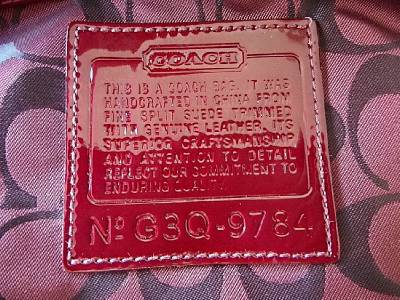 COACH
THIS IS A COACH BAG. IT WAS
HANDCRAFTED IN CHINA FROM
FINE SPLIT SUEDE TRIMMED
WITH GENUINE LEATHER. ITS
SUPERIOR CRAFTSMANSHIP
AND ATTENTION TO DETAIL
REFLECT OUR COMMITMENT TO
ENDURING QUALITY.
Nº G3Q-9784